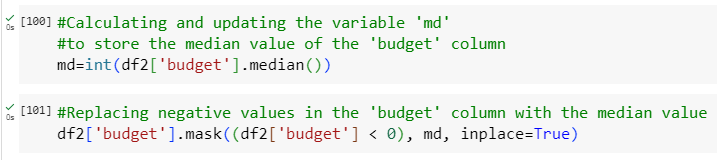 [100] #Calculating and updating the variable 'md'
0s #to store the median value of the 'budget' column
md=int(df2['budget'].median())
[101] #Replacing negative values in the 'budget' column with the median value
0s df2['budget'].mask((df2['budget'] < 0), md, inplace=True)